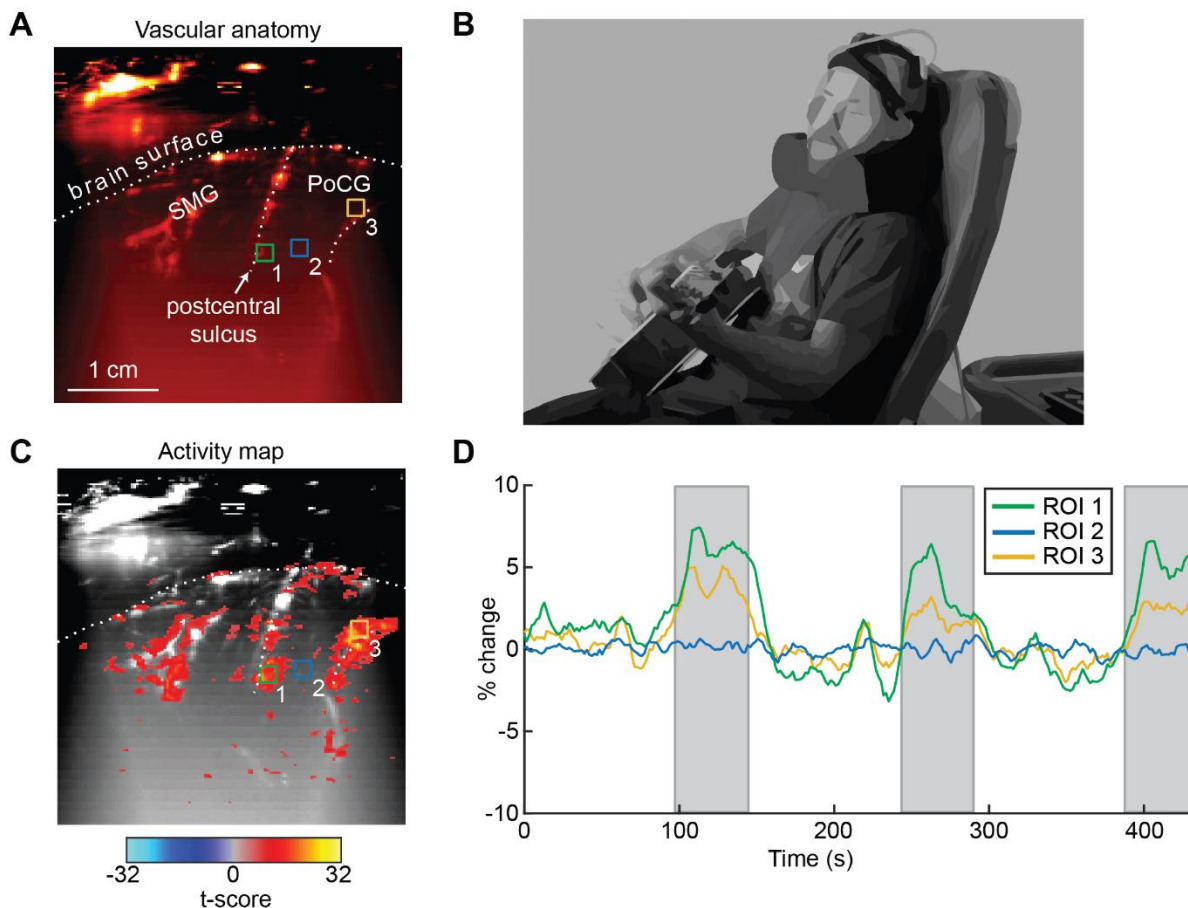 A
Vascular anatomy
brain surface
SMG
PoCG
1
2
3
postcentral
sulcus
1 cm
B
C
Activity map
1
2
3
-32
0
32
t-score
D
10
5
0
-5
-10
% change
ROI 1
ROI 2
ROI 3
0
100
200
300
400
Time (s)